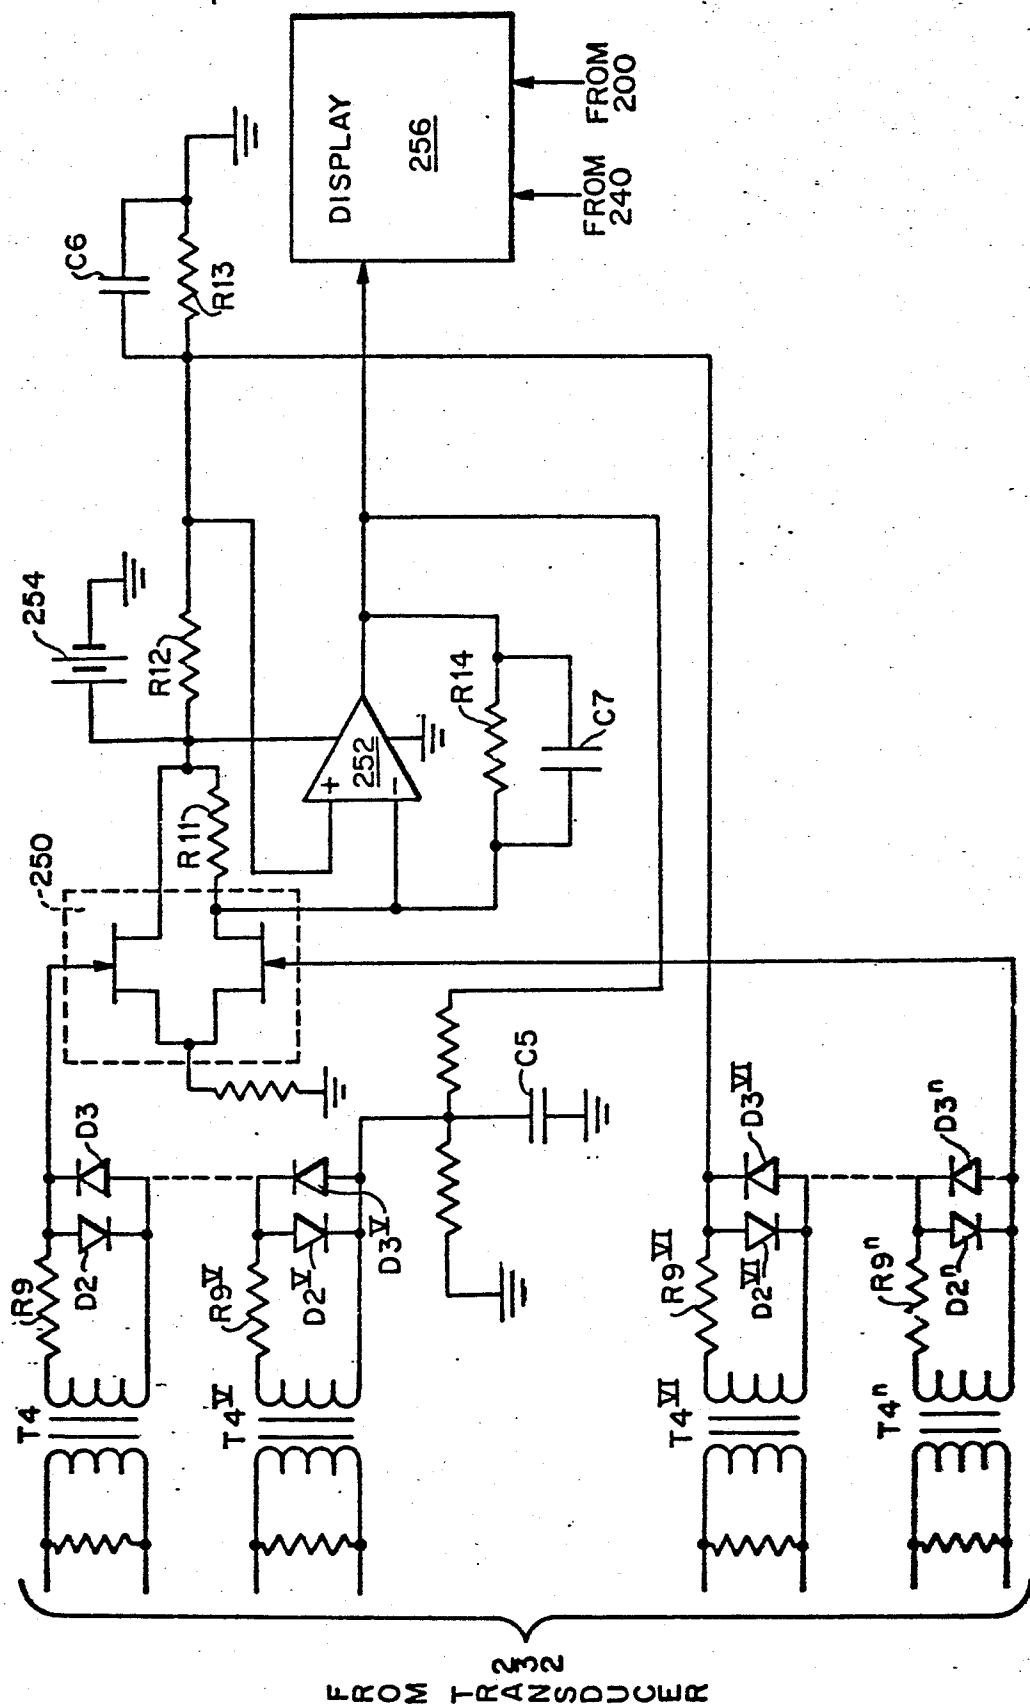 254
C6
R12
R13
DISPLAY
256
FROM
240
FROM
200
250
R11
252
+
-
R14
C7
C5
R9
D2
D3
T4
R9V
D2V
D3V
T4V
R9VI
D2VI
D3VI
T4VI
R9n
D2n
D3n
T4n
FROM TRANSDUCER
232